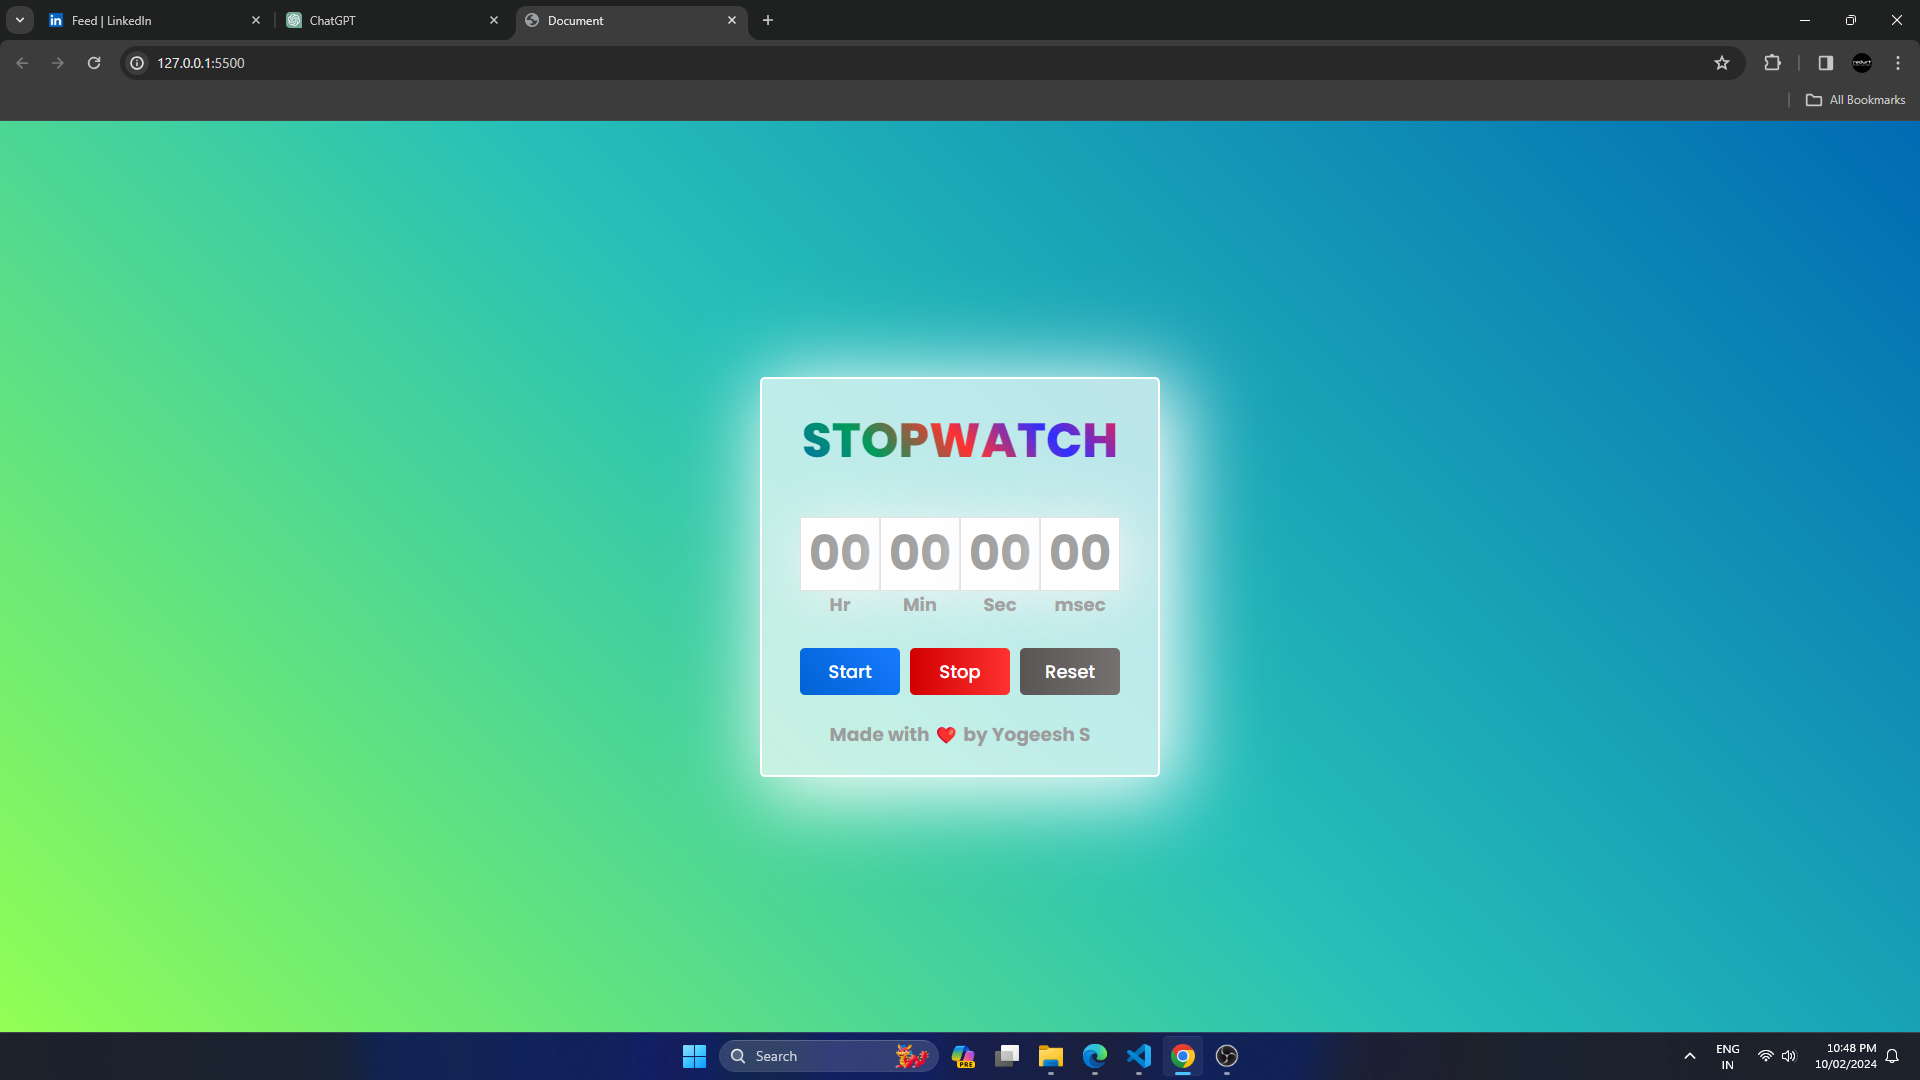 Feed | LinkedIn
ChatGPT
Document
127.0.0.1:5500
All Bookmarks
STOPWATCH
00 00 00 00
Hr Min Sec msec
Start Stop Reset
Made with ❤️ by Yogeesh S
Search
PRE
ENG
IN
10:48 PM
10/02/2024